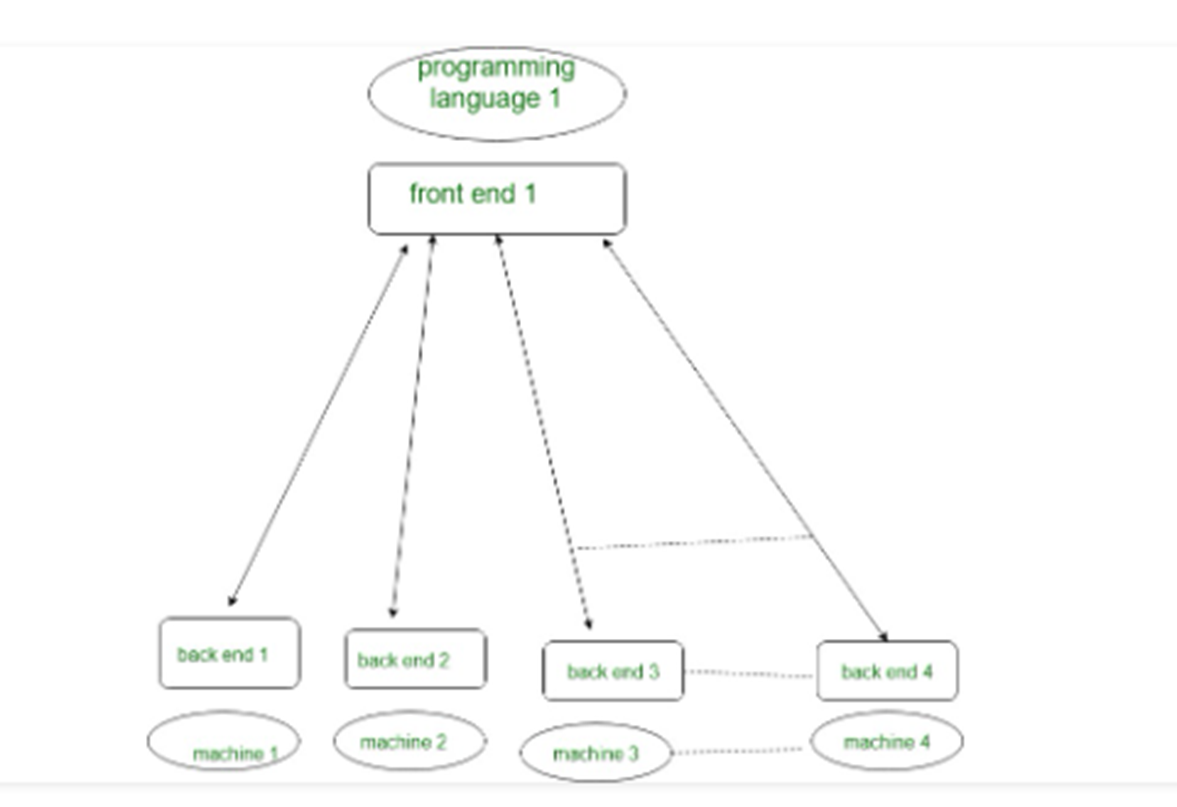 programming
language 1
front end 1
back end 1
back end 2
back end 3
back end 4
machine 1
machine 2
machine 3
machine 4